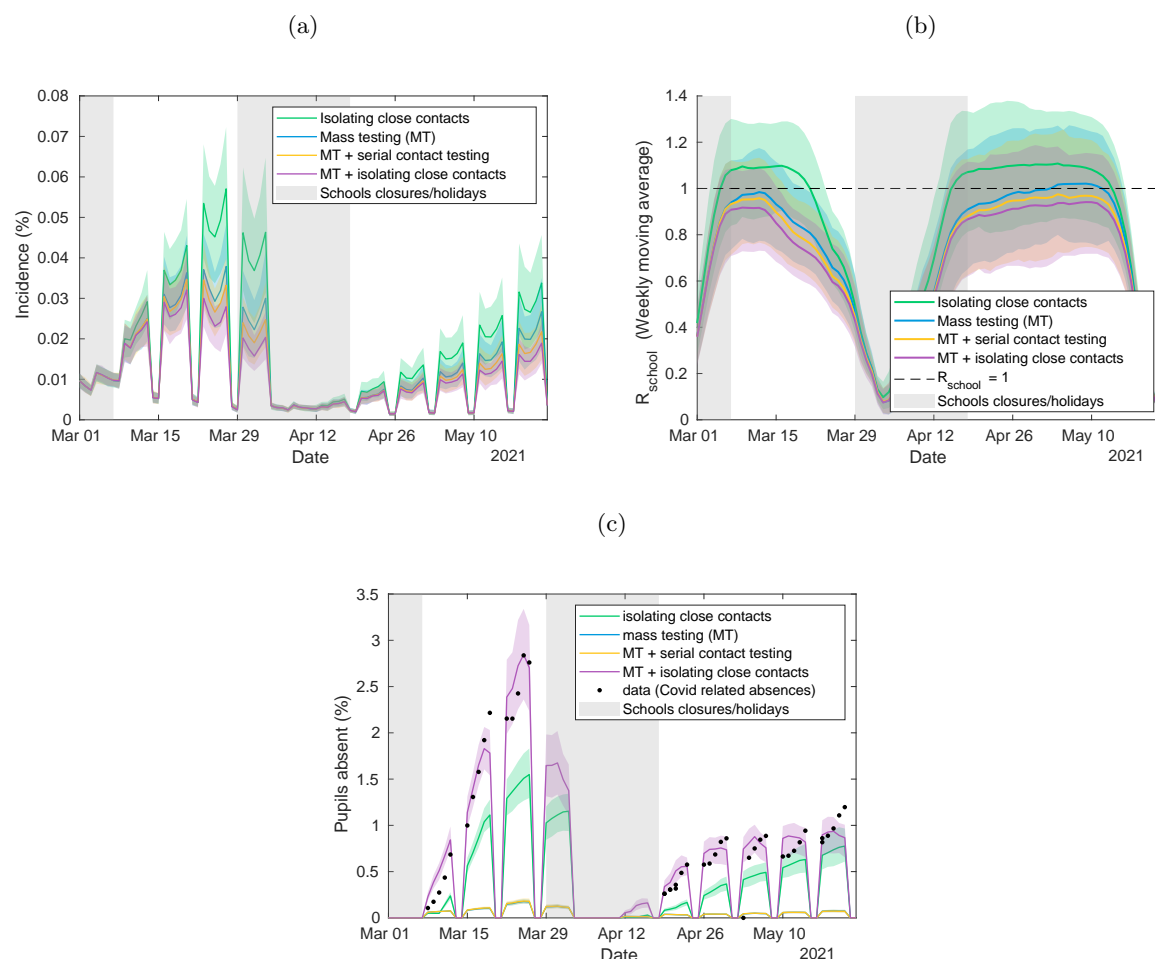 (a)
0.08
0.07
0.06
0.05
0.04
0.03
0.02
0.01
0
Incidence (%)
Isolating close contacts
Mass testing (MT)
MT + serial contact testing
MT + isolating close contacts
Schools closures/holidays
Mar 01 Mar 15 Mar 29 Apr 12 Apr 26 May 10
Date
2021
(b)
1.4
1.2
1
0.8
0.6
0.4
0.2
0
R_school (Weekly moving average)
Isolating close contacts
Mass testing (MT)
MT + serial contact testing
MT + isolating close contacts
R_school = 1
Schools closures/holidays
Mar 01 Mar 15 Mar 29 Apr 12 Apr 26 May 10
Date
2021
(c)
3.5
3
2.5
2
1.5
1
0.5
0
Pupils absent (%)
isolating close contacts
mass testing (MT)
MT + serial contact testing
MT + isolating close contacts
data (Covid related absences)
Schools closures/holidays
Mar 01 Mar 15 Mar 29 Apr 12 Apr 26 May 10
Date
2021